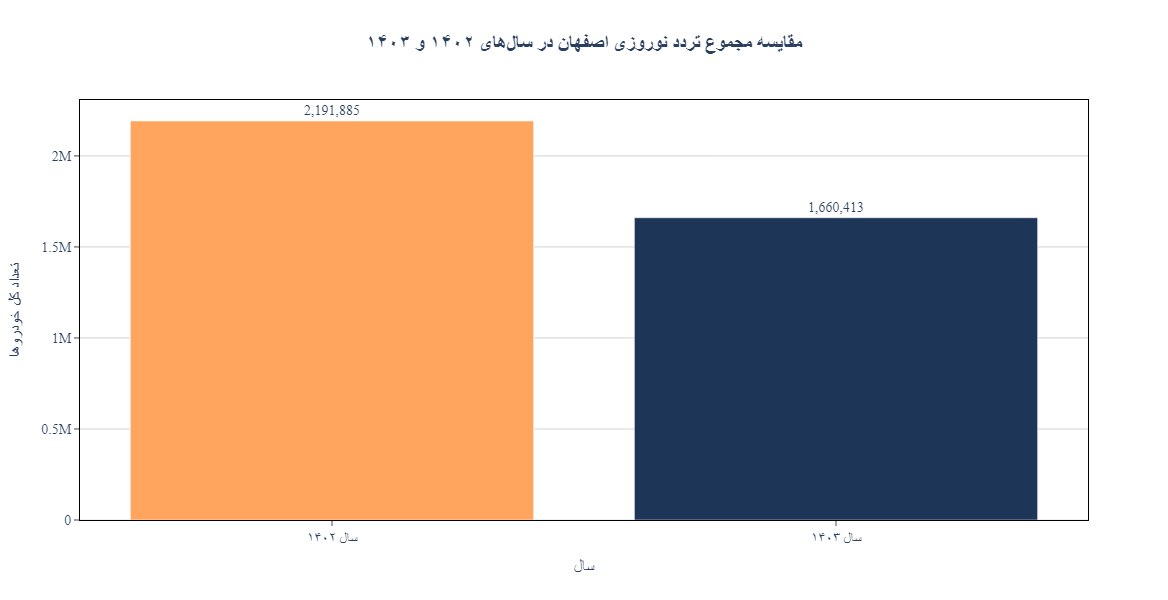 مقایسه مجموع تردد نوروزی اصفهان در سال‌های ۱۴۰۲ و ۱۴۰۳
2,191,885
1,660,413
2M
1.5M
1M
0.5M
0
تعداد کل خودروها
سال ۱۴۰۲
سال ۱۴۰۳
سال